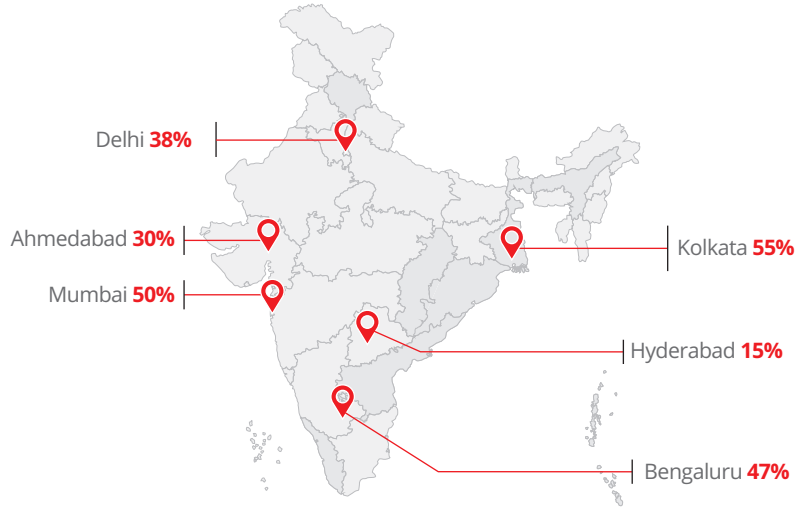 Delhi 38%
Ahmedabad 30%
Kolkata 55%
Mumbai 50%
Hyderabad 15%
Bengaluru 47%